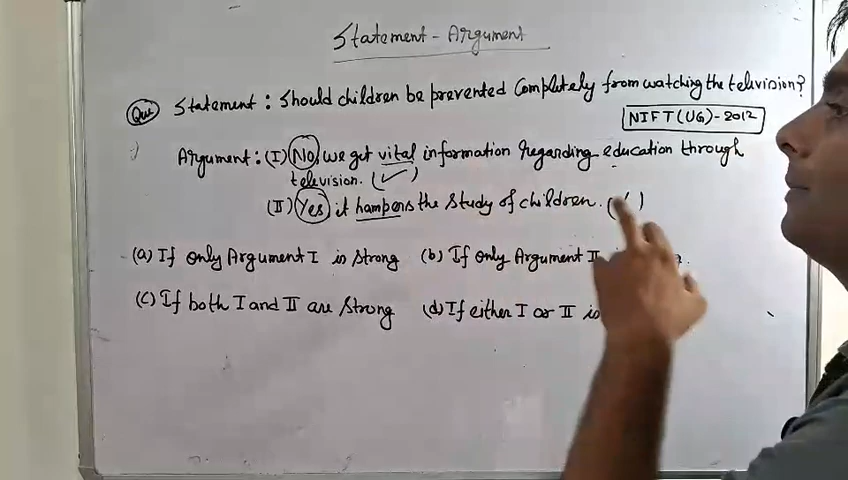 Statement - Argument
Que Statement : Should children be prevented Completely from watching the television?
NIFT (UG) - 2012
Argument : (I) No, we get vital information regarding education through
television. (✓)
(II) Yes it hampens the study of children. ( )
(a) If only Argument I is strong (b) If only Argument II
(c) If both I and II are strong (d) If either I or II is